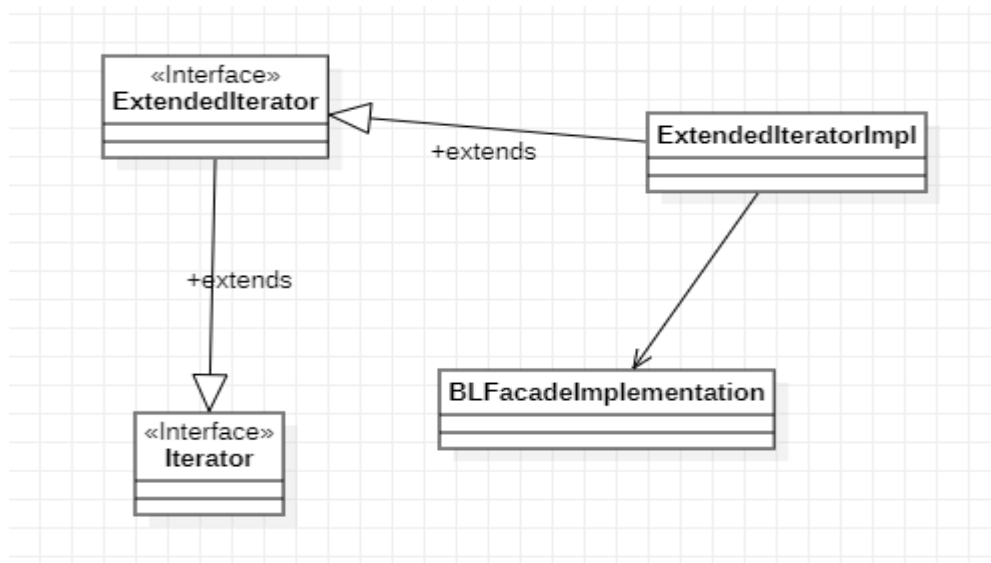 «Interface»
ExtendedIterator
ExtendedIteratorImpl
+extends
+extends
BLFacadeImplementation
«Interface»
Iterator